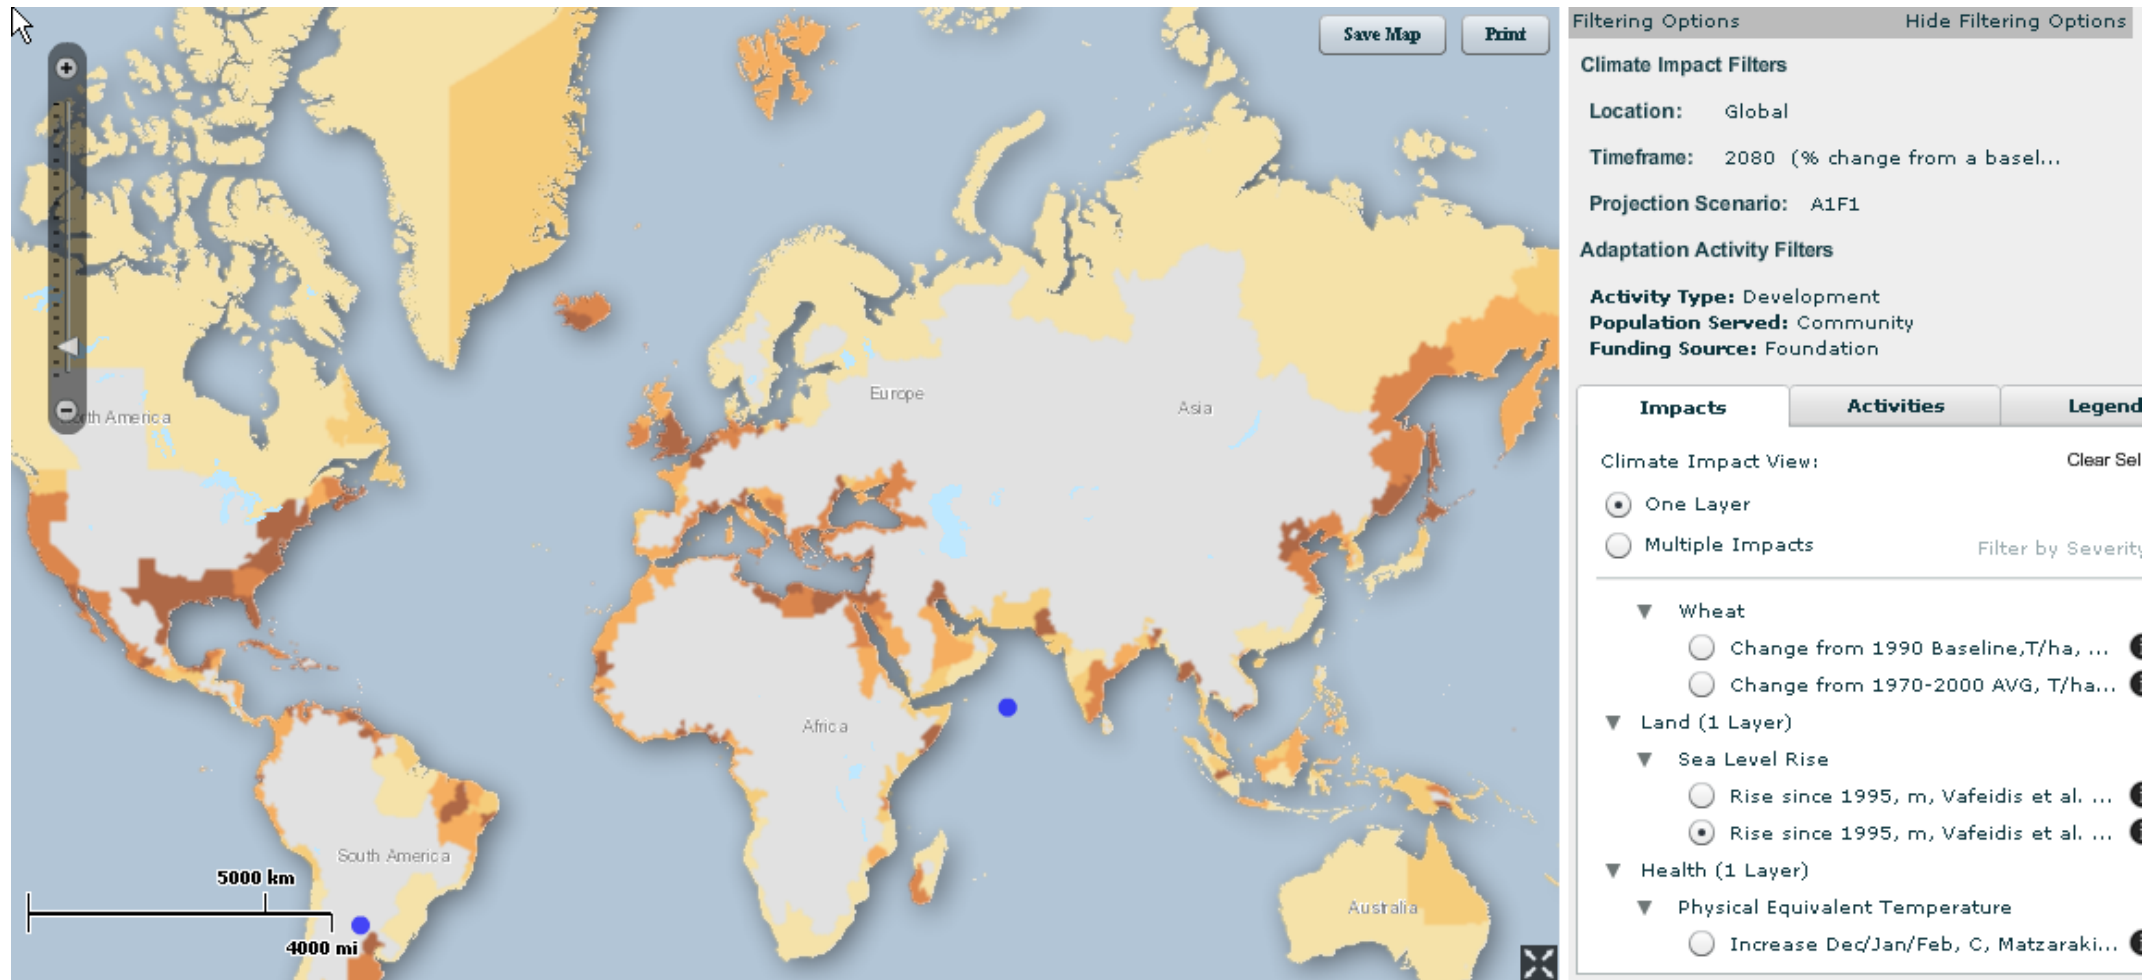 Save Map
Print
North America
Europe
Asia
Africa
South America
Australia
5000 km
4000 mi
Filtering Options
Hide Filtering Options
Climate Impact Filters
Location: Global
Timeframe: 2080 (% change from a basel...
Projection Scenario: A1F1
Adaptation Activity Filters
Activity Type: Development
Population Served: Community
Funding Source: Foundation
Impacts
Activities
Legend
Climate Impact View:
Clear Sel
One Layer
Multiple Impacts
Filter by Severity
Wheat
Change from 1990 Baseline,T/ha, ...
Change from 1970-2000 AVG, T/ha...
Land (1 Layer)
Sea Level Rise
Rise since 1995, m, Vafeidis et al. ...
Rise since 1995, m, Vafeidis et al. ...
Health (1 Layer)
Physical Equivalent Temperature
Increase Dec/Jan/Feb, C, Matzaraki...